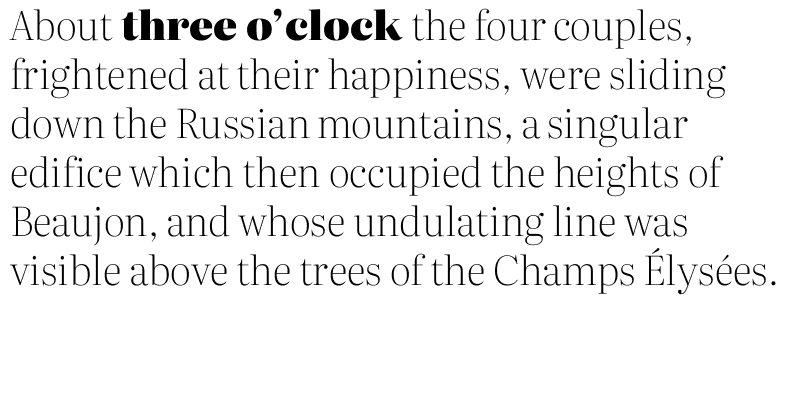 About three o’clock the four couples,
frightened at their happiness, were sliding
down the Russian mountains, a singular
edifice which then occupied the heights of
Beaujon, and whose undulating line was
visible above the trees of the Champs Élysées.